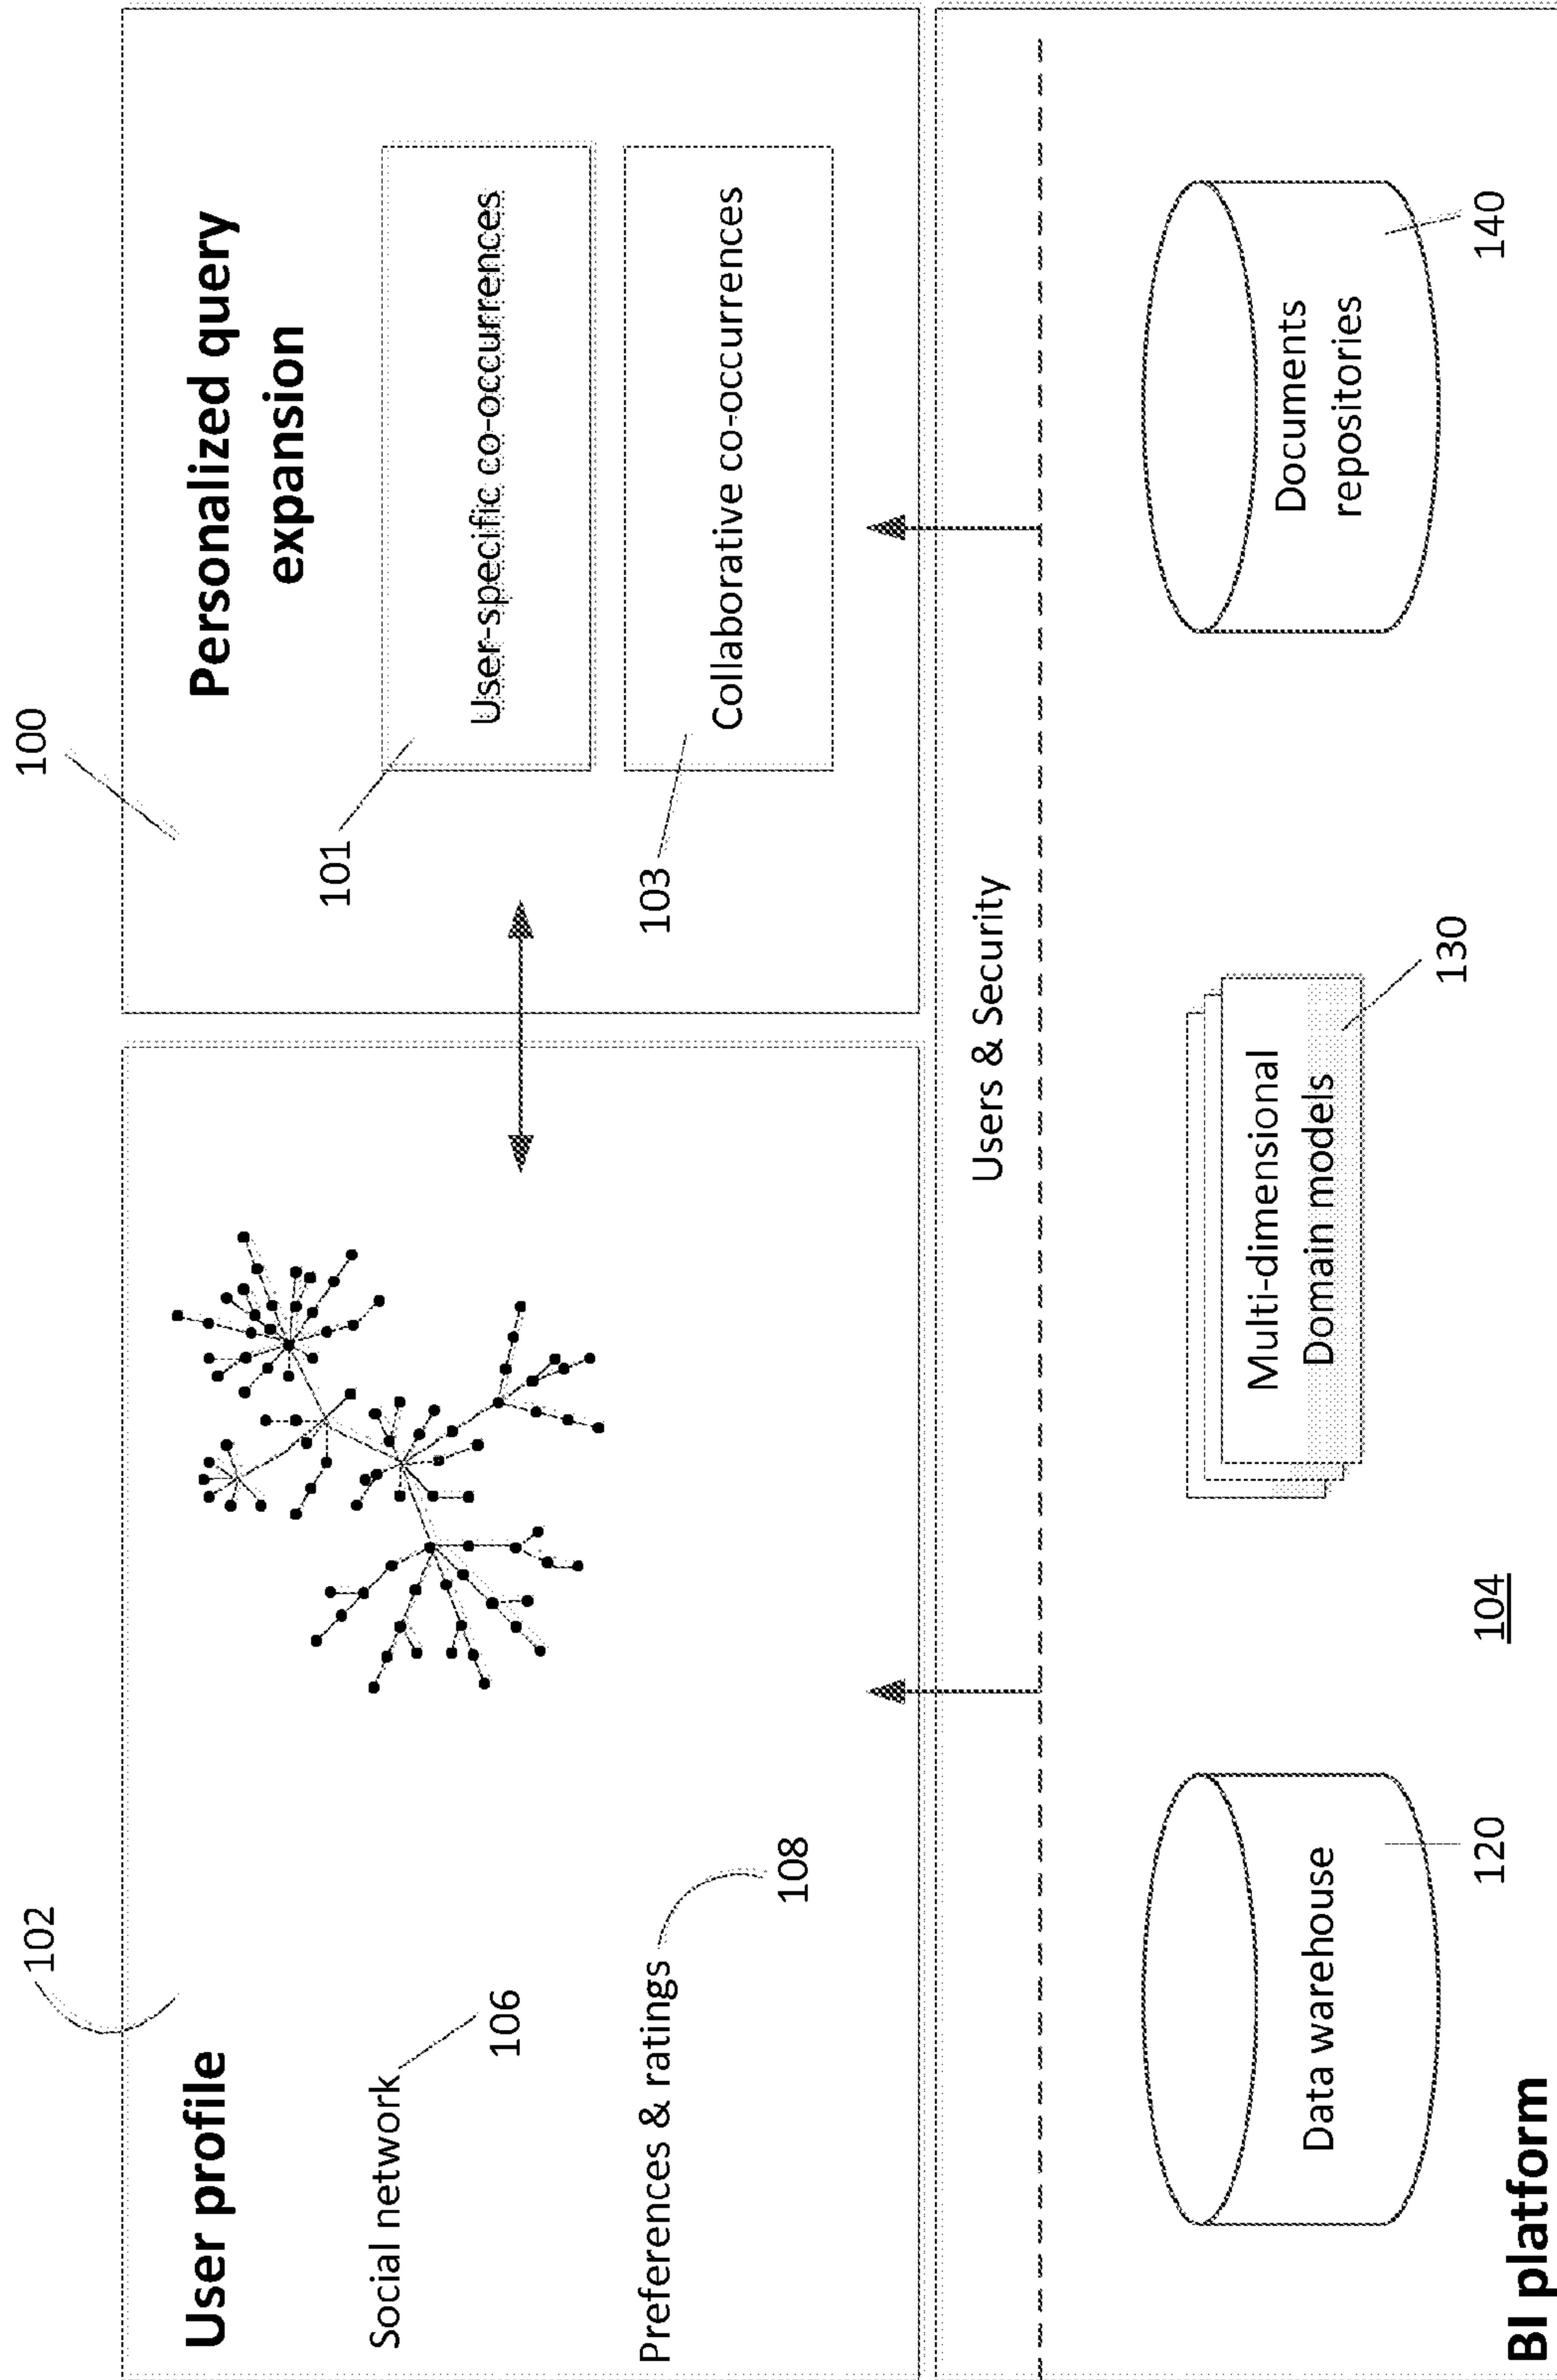 102
User profile
Social network
106
Preferences & ratings
108
100
Personalized query
expansion
101
User-specific co-occurrences
103
Collaborative co-occurrences
Users & Security
Data warehouse
120
Multi-dimensional
Domain models
130
Documents
repositories
140
104
BI platform